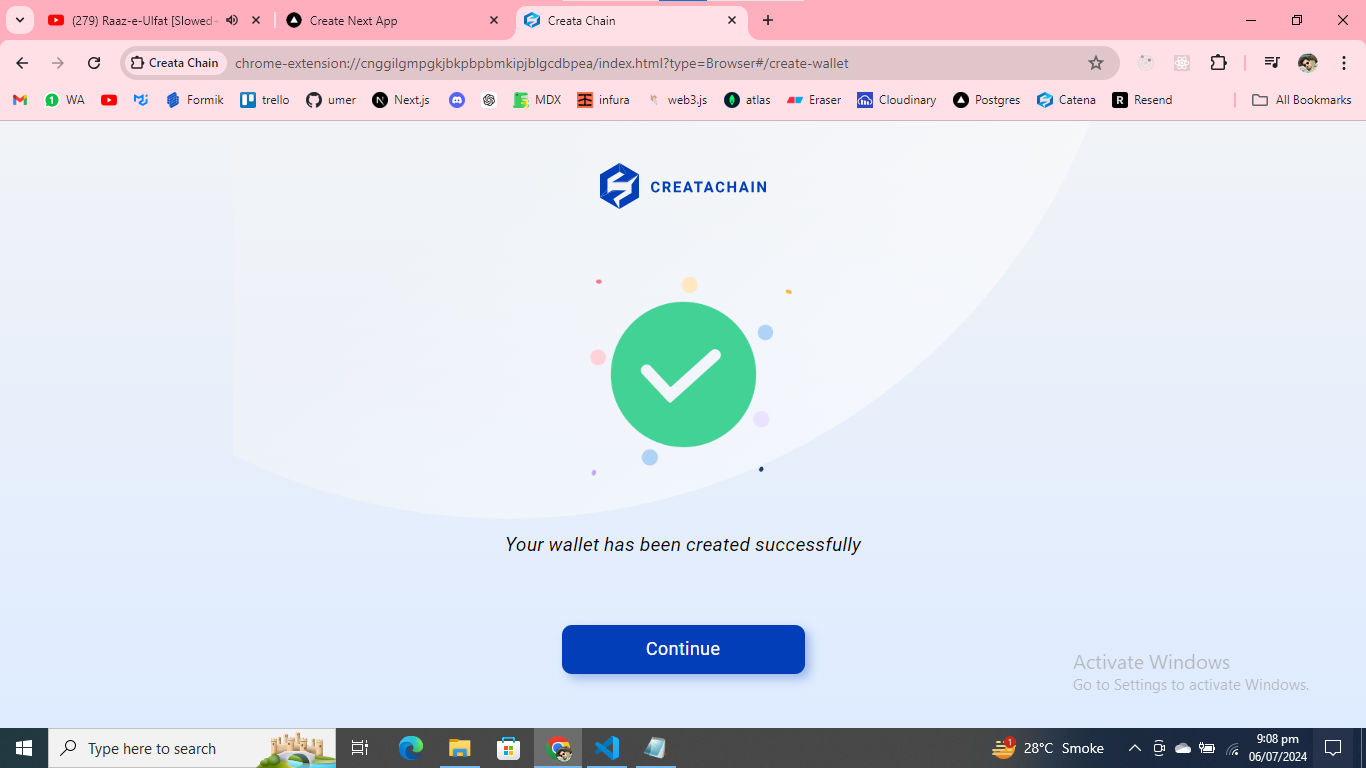 (279) Raaz-e-Ulfat [Slowed-
Create Next App
Creata Chain
Creata Chain
chrome-extension://cnggilgmpgkjbkpbpbmkipjblgcdbpea/index.html?type=Browser#/create-wallet
WA
Formik
trello
umer
Next.js
MDX
infura
web3.js
atlas
Eraser
Cloudinary
Postgres
Catena
Resend
All Bookmarks
CREATACHAIN
Your wallet has been created successfully
Continue
Activate Windows
Go to Settings to activate Windows.
Type here to search
1
28°C Smoke
9:08 pm
06/07/2024